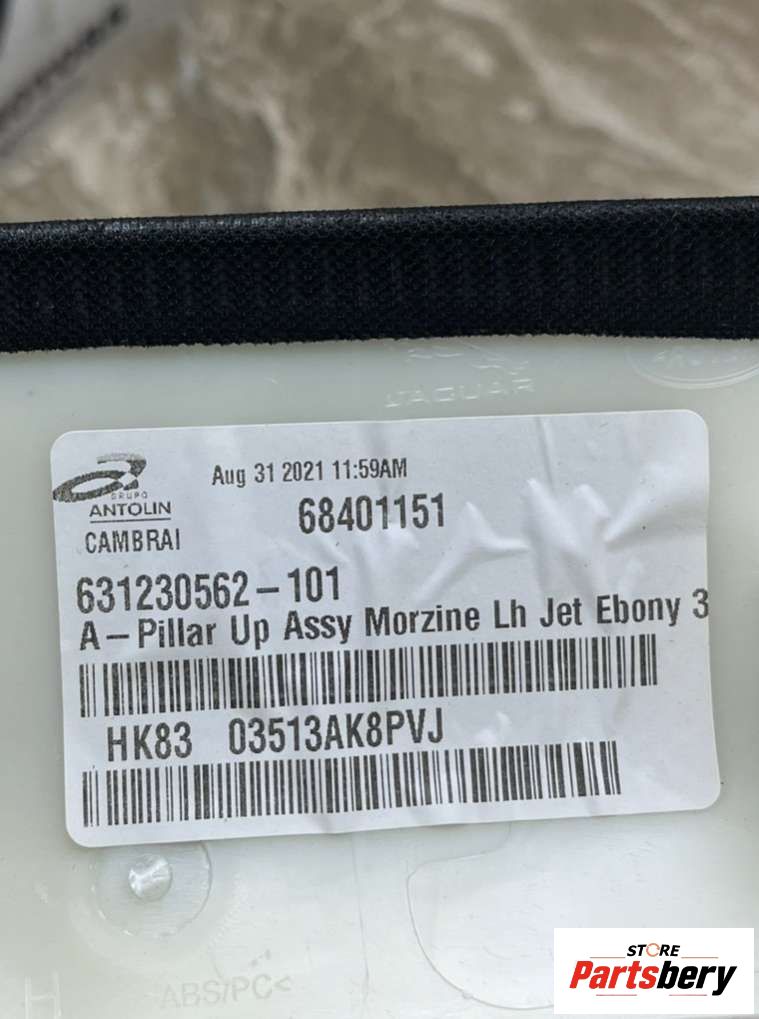 JAGUAR
GRUPO
ANTOLIN
CAMBRAI
Aug 31 2021 11:59AM
68401151
631230562-101
A-Pillar Up Assy Morzine Lh Jet Ebony 3
HK83 03513AK8PVJ
H
ABS/PC<
STORE
Partsbery